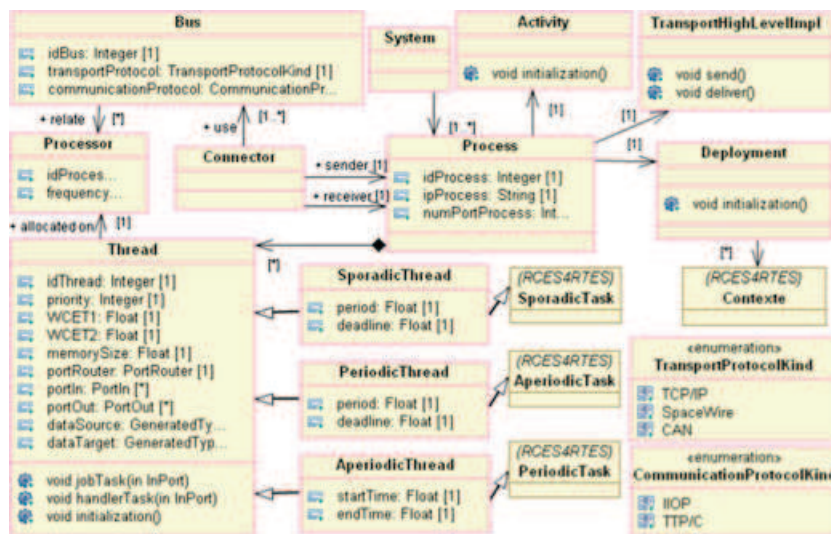 Bus
idBus: Integer [1]
transportProtocol: TransportProtocolKind [1]
communicationProtocol: CommunicationPr...
+ relate
[*]
[1..*]
+ use
System
[1..*]
Activity
void initialization()
[1]
TransportHighLevelImpl
void send()
void deliver()
[1]
Processor
idProces...
frequency...
+ allocated on
[1]
Connector
+ sender
[1]
+ receiver
[1]
Process
idProcess: Integer [1]
ipProcess: String [1]
numPortProcess: Int...
[1]
Deployment
void initialization()
[*]
(RCES4RTES)
Contexte
Thread
idThread: Integer [1]
priority: Integer [1]
WCET1: Float [1]
WCET2: Float [1]
memorySize: Float [1]
portRouter: PortRouter [1]
portIn: PortIn [*]
portOut: PortOut [*]
dataSource: GeneratedTy...
dataTarget: GeneratedTyp...
void jobTask(in InPort)
void handlerTask(in InPort)
void initialization()
[*]
SporadicThread
period: Float [1]
deadline: Float [1]
(RCES4RTES)
SporadicTask
PeriodicThread
period: Float [1]
deadline: Float [1]
(RCES4RTES)
AperiodicTask
AperiodicThread
startTime: Float [1]
endTime: Float [1]
(RCES4RTES)
PeriodicTask
«enumeration»
TransportProtocolKind
TCP/IP
SpaceWire
CAN
«enumeration»
CommunicationProtocolKind
IIOP
TTP/C